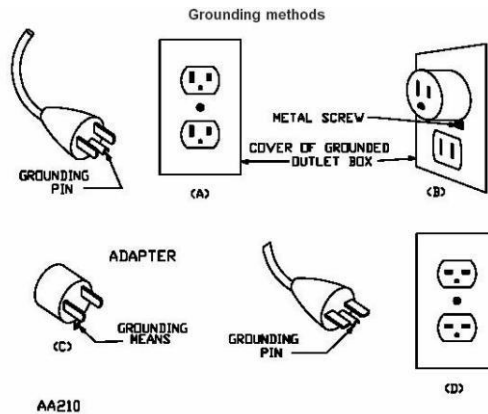 Grounding methods
METAL SCREW
COVER OF GROUNDED
OUTLET BOX
GROUNDING
PIN
(A)
(B)
ADAPTER
(C)
GROUNDING
MEANS
GROUNDING
PIN
(D)
AA210